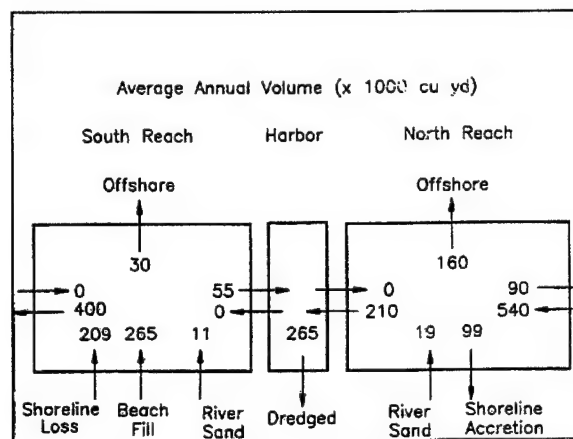 Average Annual Volume (x 1000 cu yd)
South Reach Harbor North Reach
Offshore Offshore
30 160
0 55 0 90
400 0 210 540
209 265 11 265 19 99
Shoreline Loss Beach Fill River Sand Dredged River Sand Shoreline Accretion